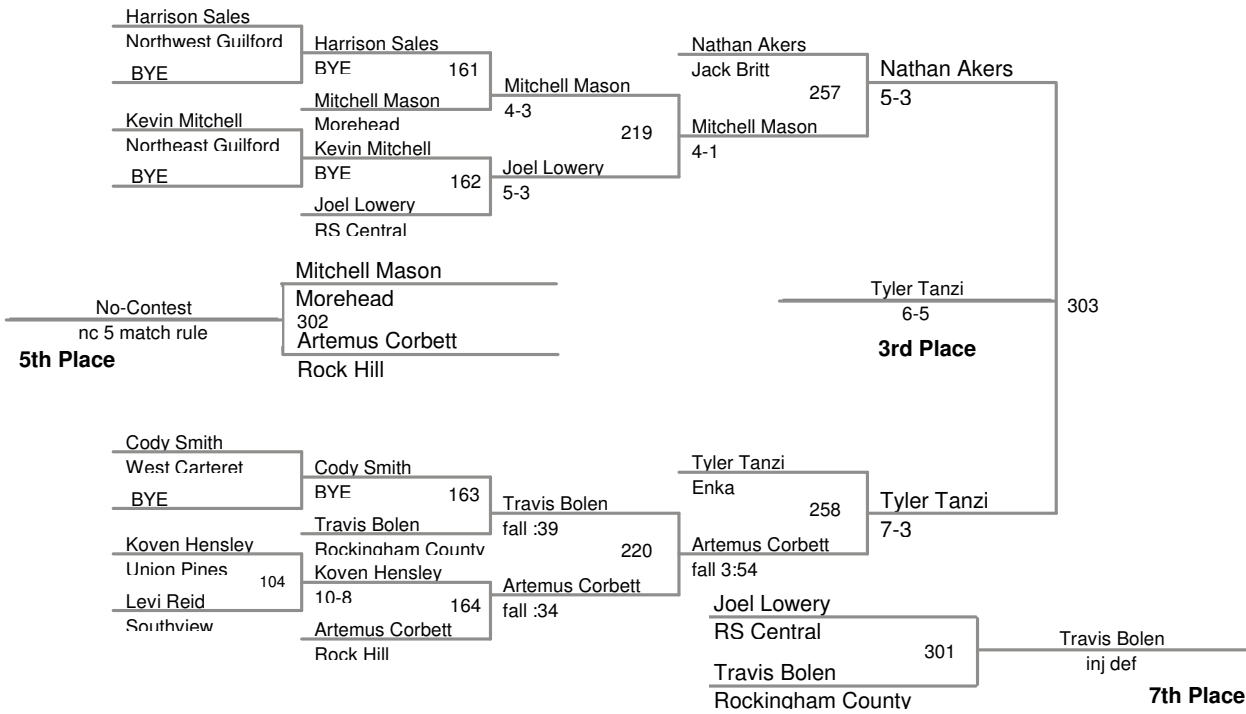 Harrison Sales
Northwest Guilford
BYE
Harrison Sales
BYE
161
Mitchell Mason
Morehead
Kevin Mitchell
Northeast Guilford
BYE
Kevin Mitchell
BYE
162
Joel Lowery
RS Central
Mitchell Mason
4-3
219
Joel Lowery
5-3
Nathan Akers
Jack Britt
257
Mitchell Mason
4-1
Nathan Akers
5-3
Mitchell Mason
Morehead
302
Artemus Corbett
Rock Hill
No-Contest
nc 5 match rule
5th Place
Tyler Tanzi
6-5
3rd Place
303
Cody Smith
West Carteret
BYE
Cody Smith
BYE
163
Travis Bolen
Rockingham County
Koven Hensley
Union Pines
104
Levi Reid
Southview
Koven Hensley
10-8
164
Artemus Corbett
Rock Hill
Travis Bolen
fall :39
220
Artemus Corbett
fall :34
Tyler Tanzi
Enka
258
Artemus Corbett
fall 3:54
Tyler Tanzi
7-3
Joel Lowery
RS Central
301
Travis Bolen
Rockingham County
Travis Bolen
inj def
7th Place